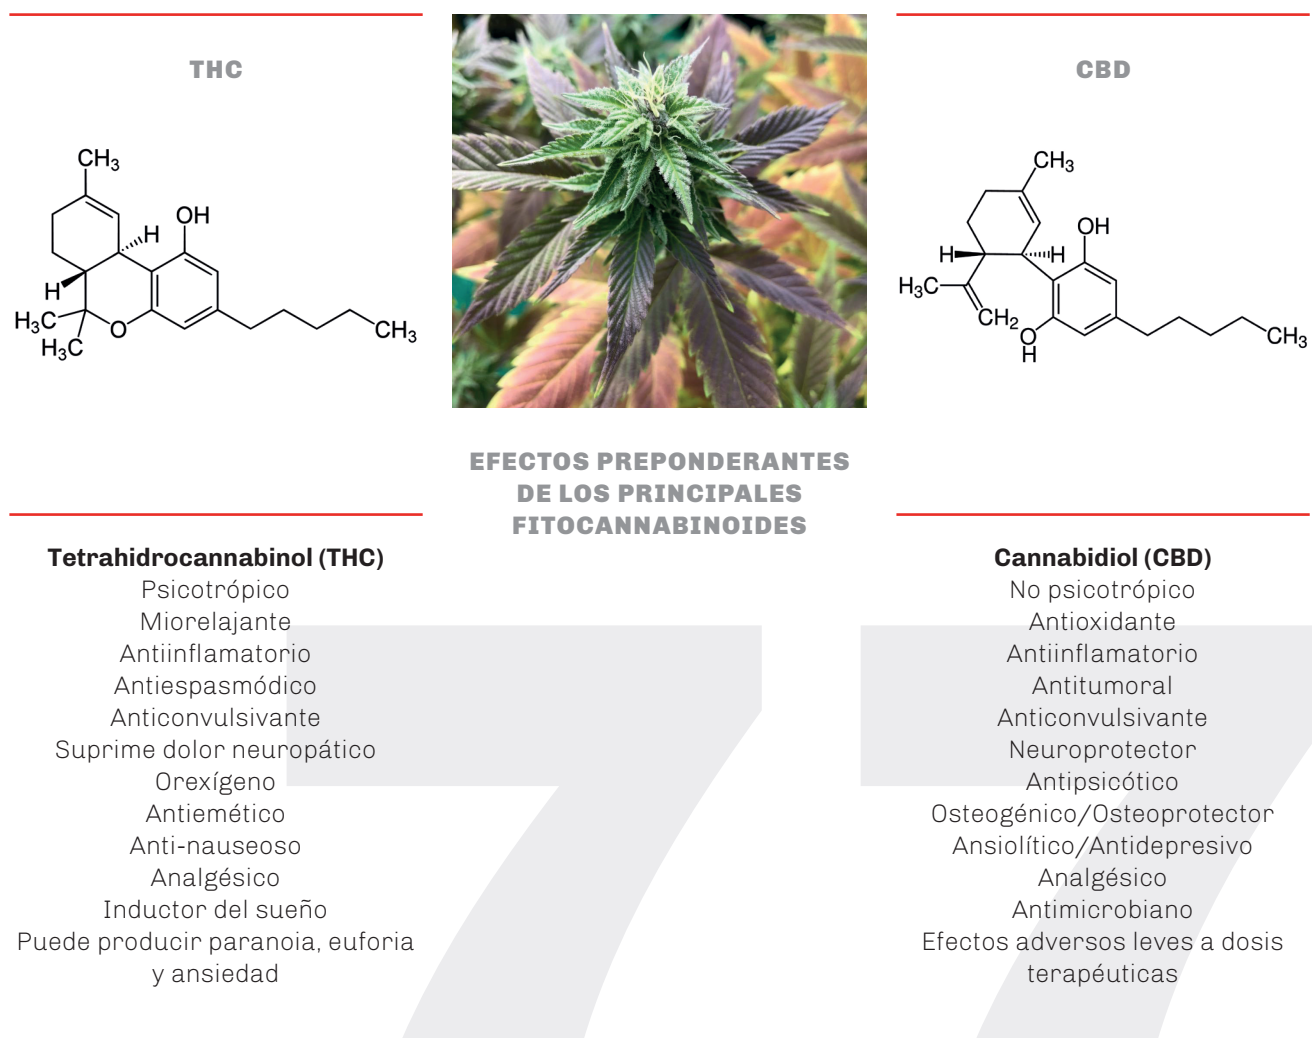 THC
CH3
OH
H
H
H3C
H3C
O
CH3
EFECTOS PREPONDERANTES
DE LOS PRINCIPALES
FITOCANNABINOIDES
CBD
CH3
OH
H
H
H3C
CH2
O
H
CH3
Tetrahidrocannabinol (THC)
Psicotrópico
Miorelajante
Antiinflamatorio
Antiespasmódico
Anticonvulsivante
Suprime dolor neuropático
Orexígeno
Antiemético
Anti-nauseoso
Analgésico
Inductor del sueño
Puede producir paranoia, euforia
y ansiedad
Cannabidiol (CBD)
No psicotrópico
Antioxidante
Antiinflamatorio
Antitumoral
Anticonvulsivante
Neuroprotector
Antipsicótico
Osteogénico/Osteoprotector
Ansiolítico/Antidepresivo
Analgésico
Antimicrobiano
Efectos adversos leves a dosis
terapéuticas
77